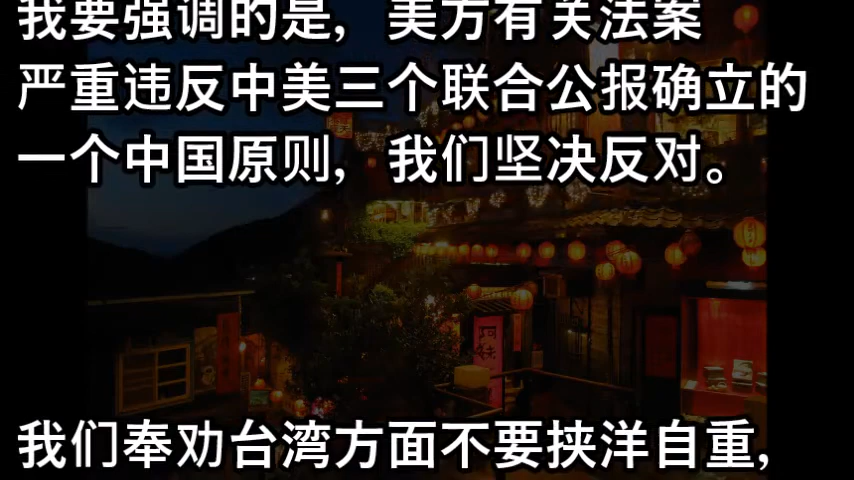 我要强调的是，美方有关法案
严重违反中美三个联合公报确立的
一个中国原则，我们坚决反对。
阿妹
我们奉劝台湾方面不要挟洋自重，